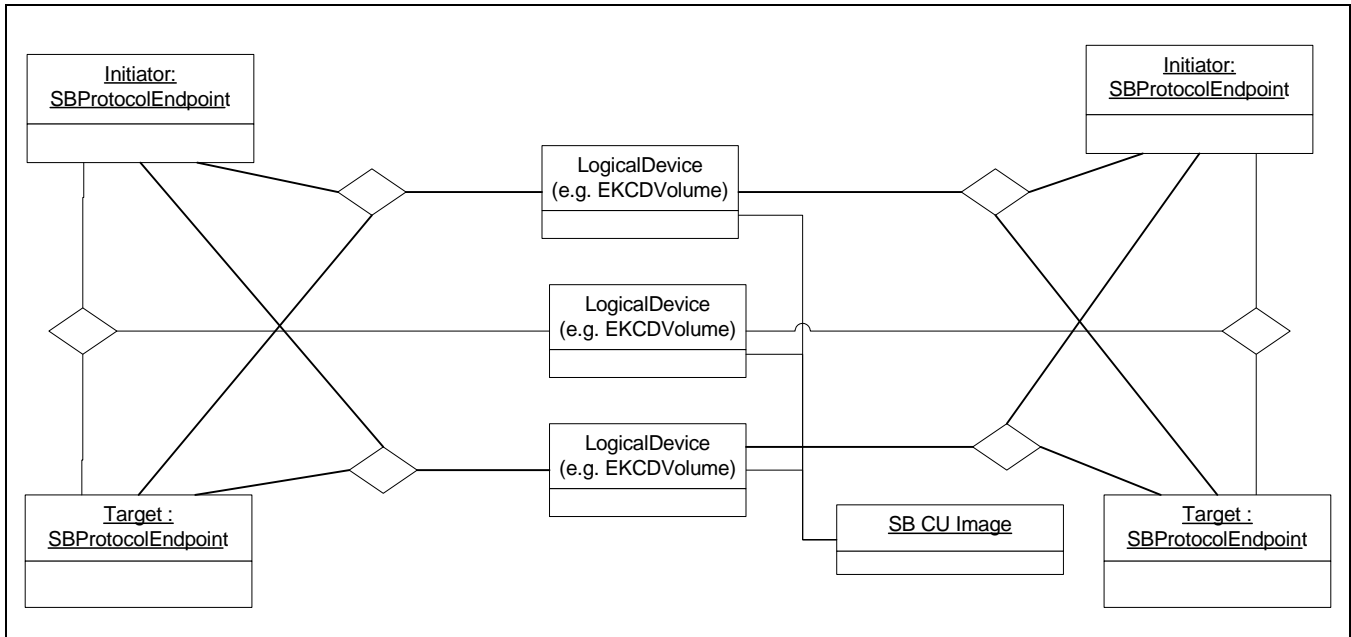 Initiator:
SBProtocolEndpoint
Initiator:
SBProtocolEndpoint
LogicalDevice
(e.g. EKCDVolume)
LogicalDevice
(e.g. EKCDVolume)
LogicalDevice
(e.g. EKCDVolume)
Target :
SBProtocolEndpoint
SB CU Image
Target :
SBProtocolEndpoint